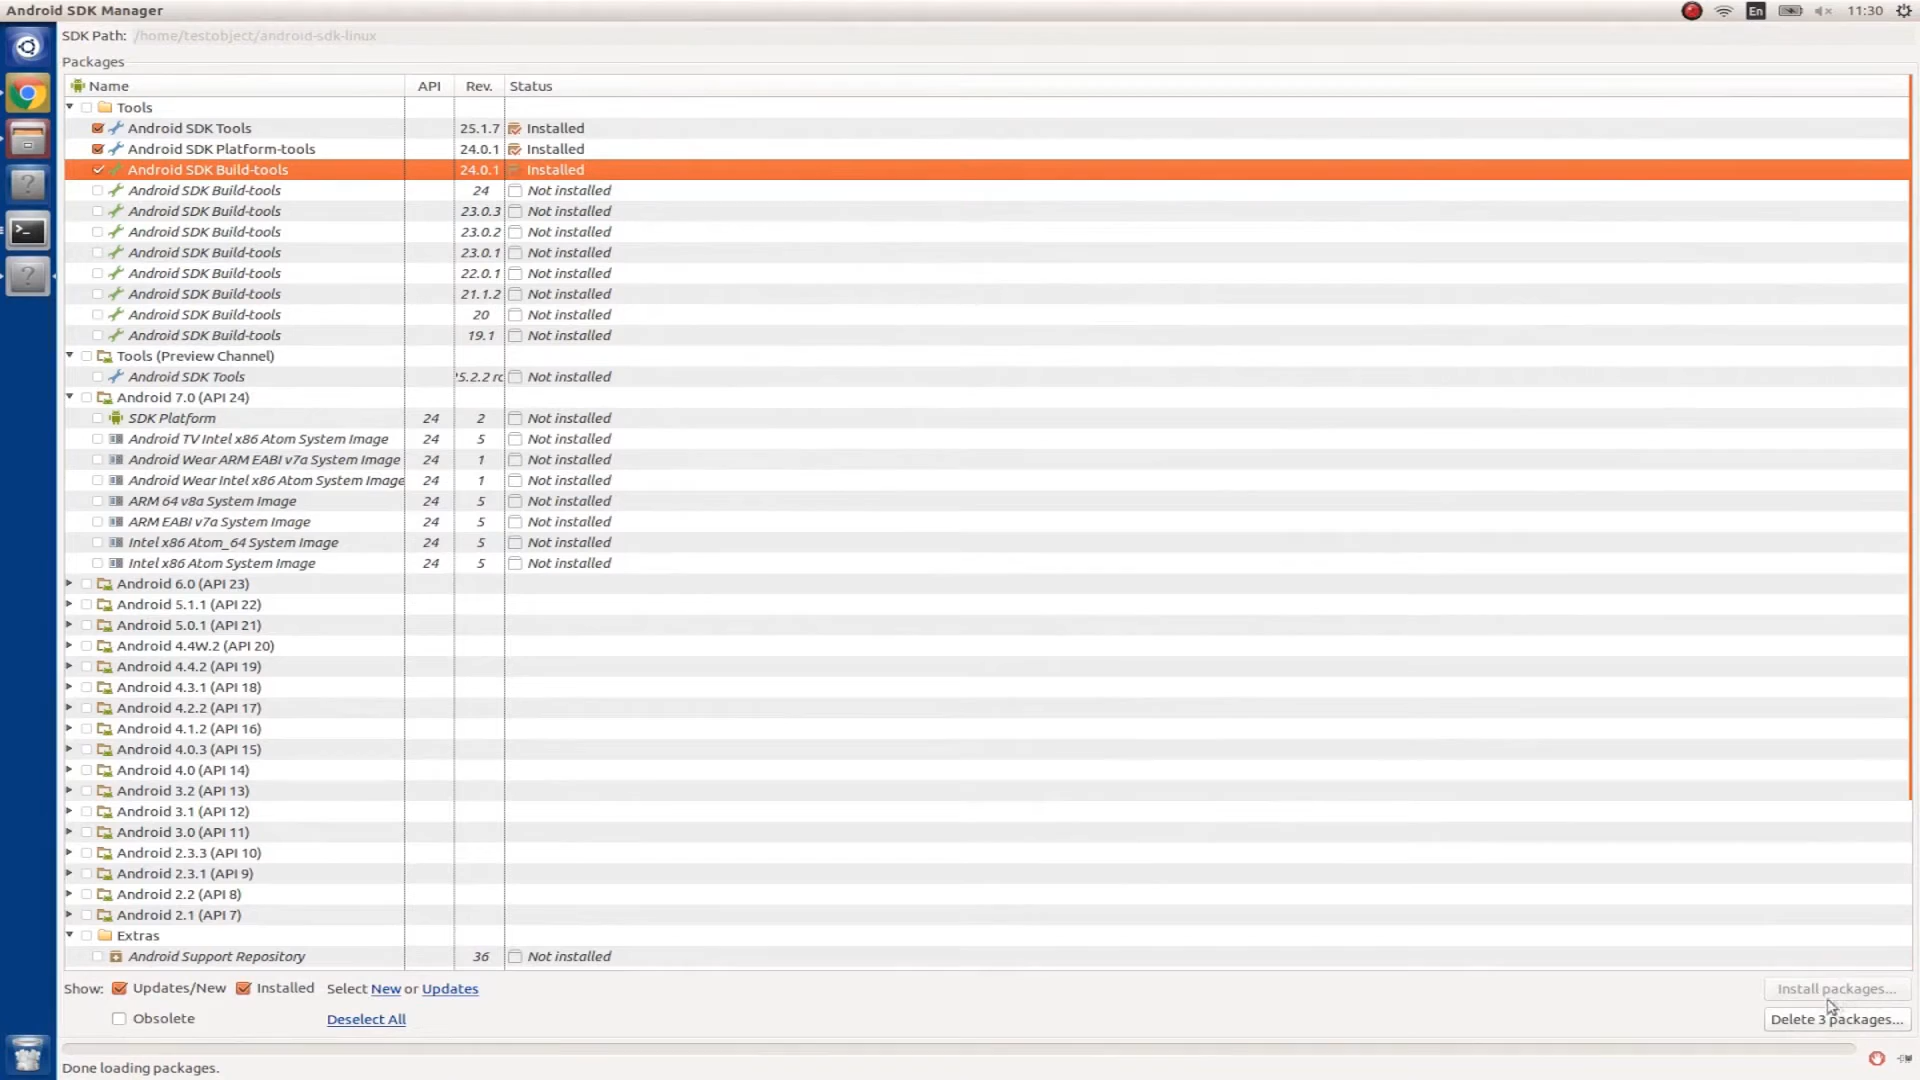 Android SDK Manager
En
11:30
SDK Path: /home/testobject/android-sdk-linux
Packages
Name API Rev. Status
Tools
Android SDK Tools 25.1.7 Installed
Android SDK Platform-tools 24.0.1 Installed
Android SDK Build-tools 24.0.1 Installed
Android SDK Build-tools 24 Not installed
Android SDK Build-tools 23.0.3 Not installed
Android SDK Build-tools 23.0.2 Not installed
Android SDK Build-tools 23.0.1 Not installed
Android SDK Build-tools 22.0.1 Not installed
Android SDK Build-tools 21.1.2 Not installed
Android SDK Build-tools 20 Not installed
Android SDK Build-tools 19.1 Not installed
Tools (Preview Channel)
Android SDK Tools 5.2.2 rc Not installed
Android 7.0 (API 24)
SDK Platform 24 2 Not installed
Android TV Intel x86 Atom System Image 24 5 Not installed
Android Wear ARM EABI v7a System Image 24 1 Not installed
Android Wear Intel x86 Atom System Image 24 1 Not installed
ARM 64 v8a System Image 24 5 Not installed
ARM EABI v7a System Image 24 5 Not installed
Intel x86 Atom_64 System Image 24 5 Not installed
Intel x86 Atom System Image 24 5 Not installed
Android 6.0 (API 23)
Android 5.1.1 (API 22)
Android 5.0.1 (API 21)
Android 4.4W.2 (API 20)
Android 4.4.2 (API 19)
Android 4.3.1 (API 18)
Android 4.2.2 (API 17)
Android 4.1.2 (API 16)
Android 4.0.3 (API 15)
Android 4.0 (API 14)
Android 3.2 (API 13)
Android 3.1 (API 12)
Android 3.0 (API 11)
Android 2.3.3 (API 10)
Android 2.3.1 (API 9)
Android 2.2 (API 8)
Android 2.1 (API 7)
Extras
Android Support Repository 36 Not installed
Show: Updates/New Installed Select New or Updates
Install packages...
Obsolete Deselect All
Delete 3 packages...
Done loading packages.